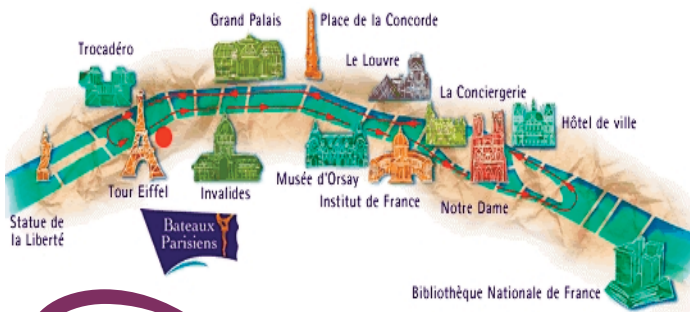 Grand Palais
Place de la Concorde
Trocadéro
Le Louvre
La Conciergerie
Hôtel de ville
Tour Eiffel
Invalides
Musée d'Orsay
Institut de France
Notre Dame
Statue de
la Liberté
Bateaux
Parisiens
Bibliothèque Nationale de France